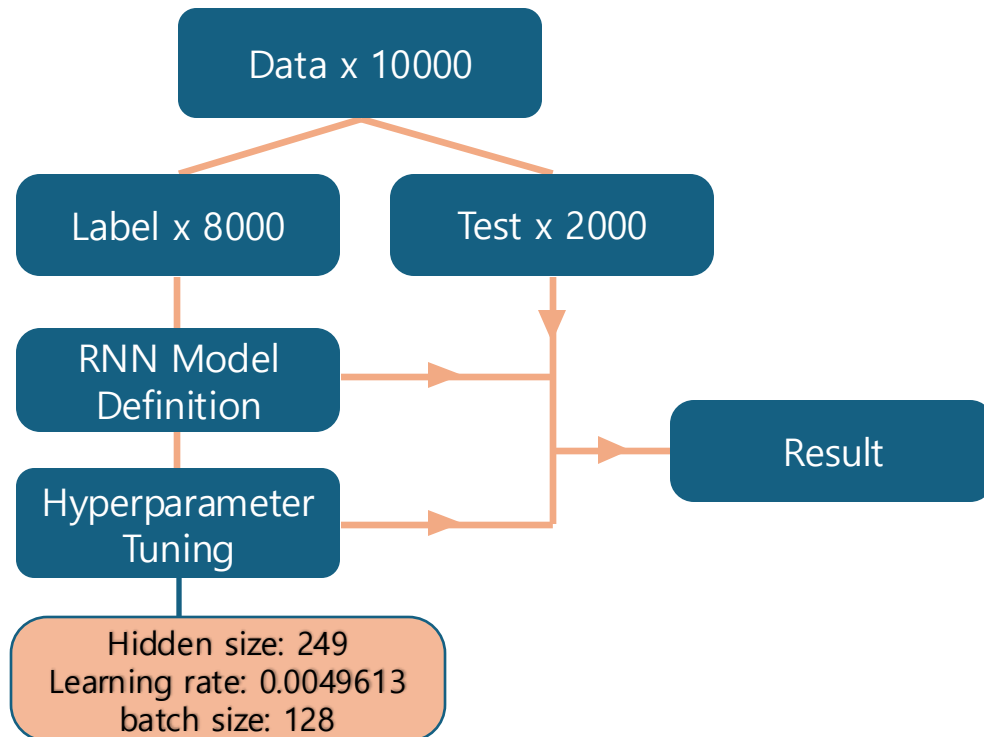 Data x 10000
Label x 8000
Test x 2000
RNN Model
Definition
Result
Hyperparameter
Tuning
Hidden size: 249
Learning rate: 0.0049613
batch size: 128